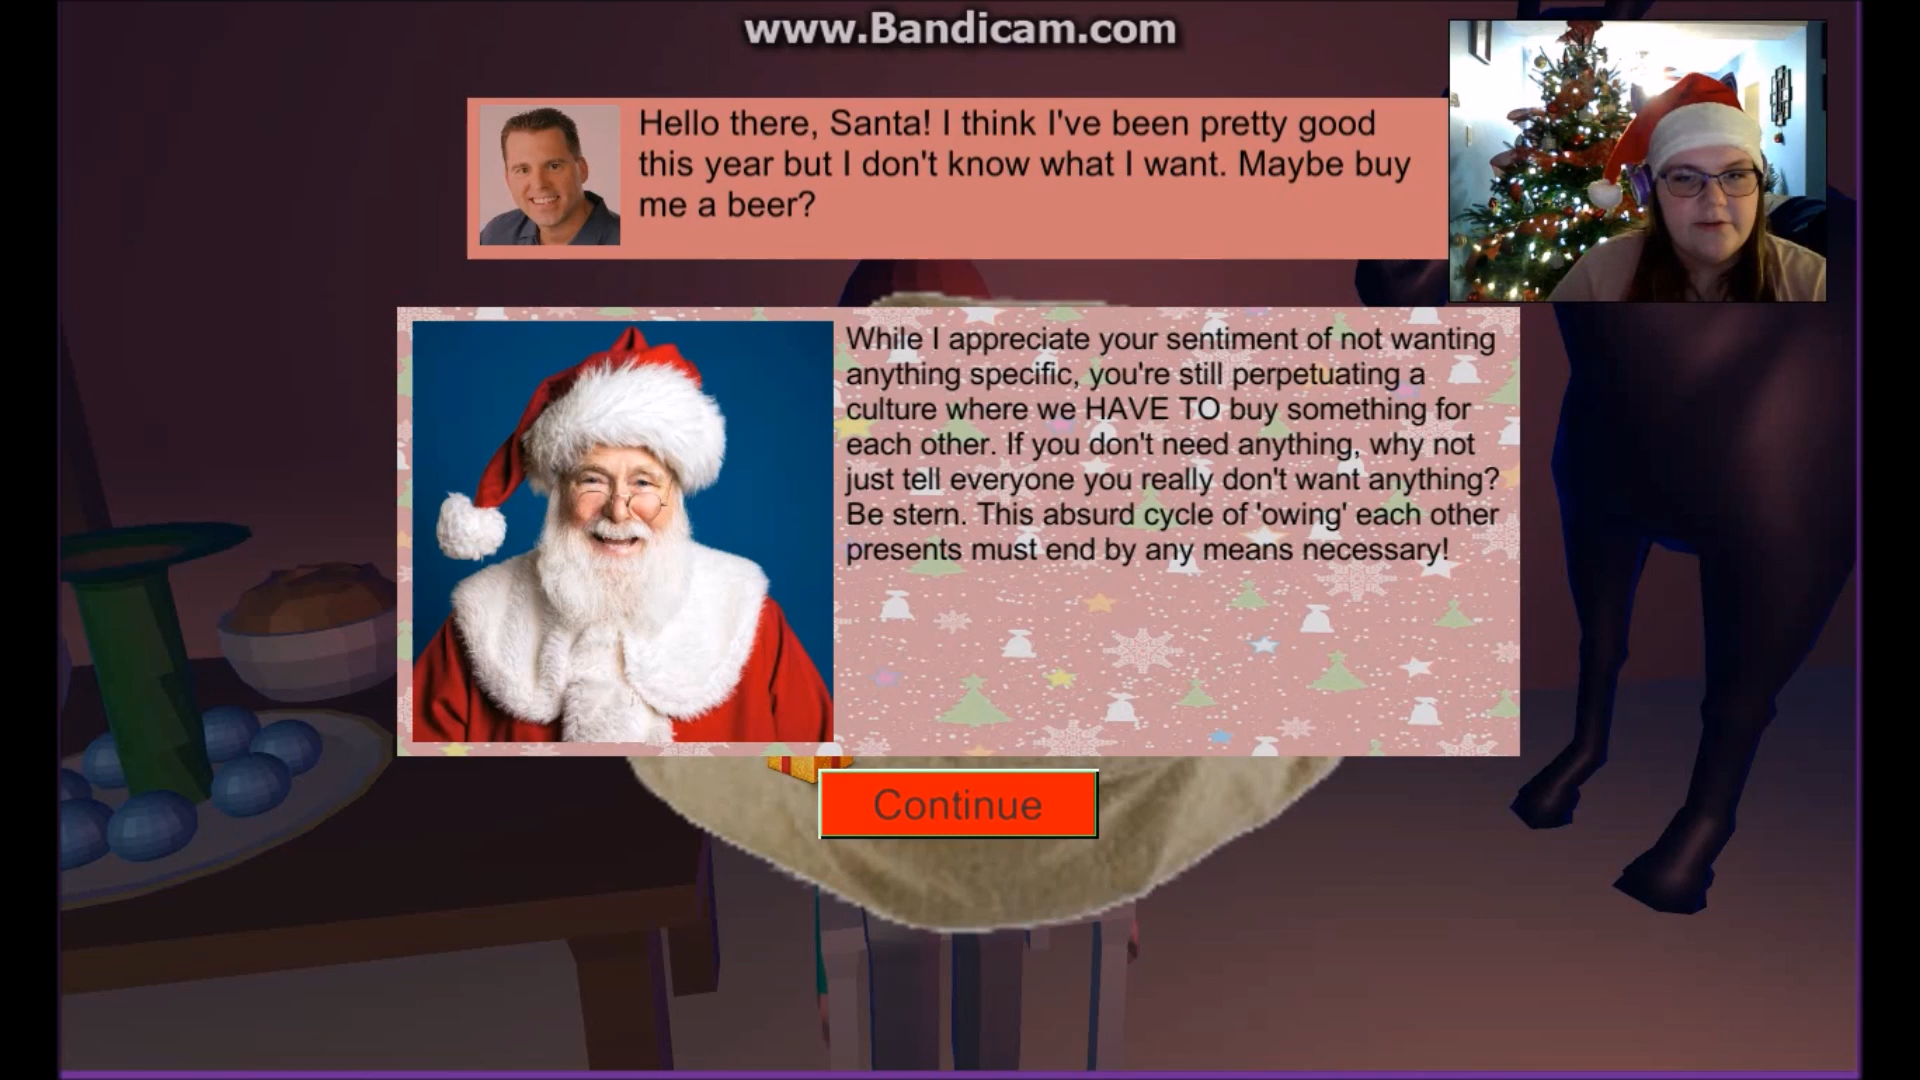 www.Bandicam.com
Hello there, Santa! I think I've been pretty good
this year but I don't know what I want. Maybe buy
me a beer?
While I appreciate your sentiment of not wanting
anything specific, you're still perpetuating a
culture where we HAVE TO buy something for
each other. If you don't need anything, why not
just tell everyone you really don't want anything?
Be stern. This absurd cycle of 'owing' each other
presents must end by any means necessary!
Continue